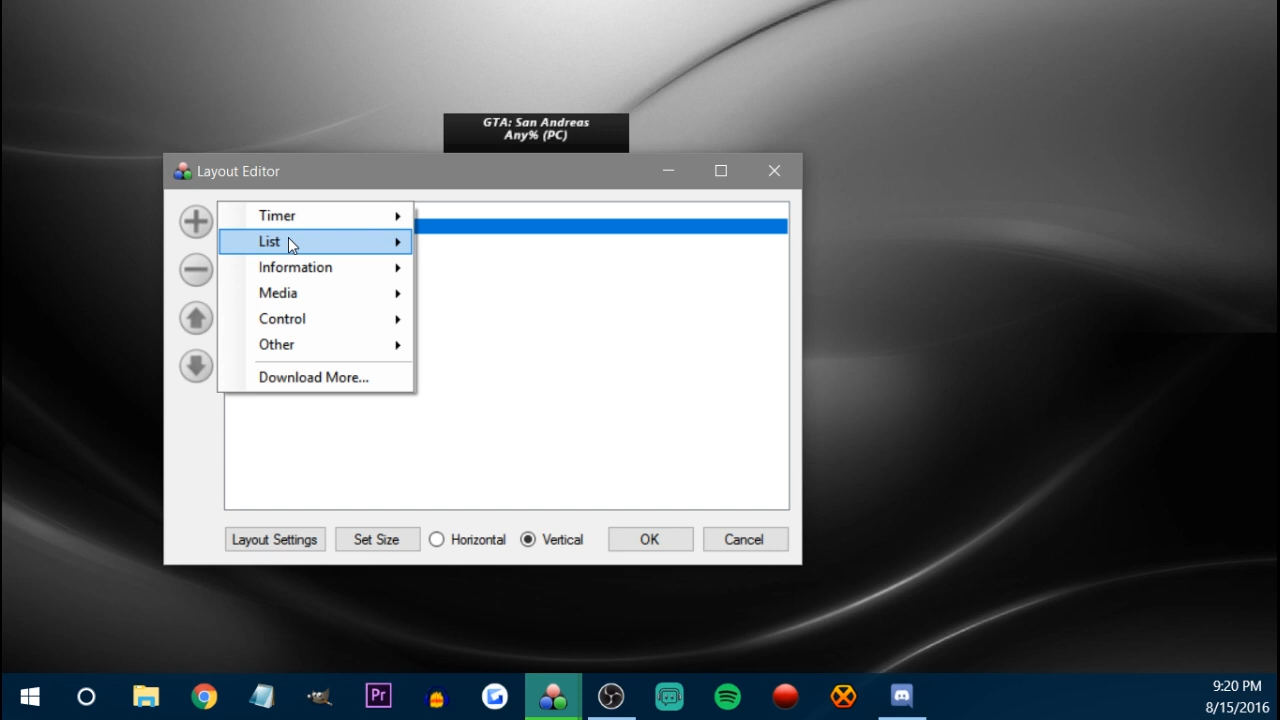 GTA: San Andreas
Any% (PC)
Layout Editor
Timer
List
Information
Media
Control
Other
Download More...
Layout Settings
Set Size
Horizontal
Vertical
OK
Cancel
Pr
9:20 PM
8/15/2016